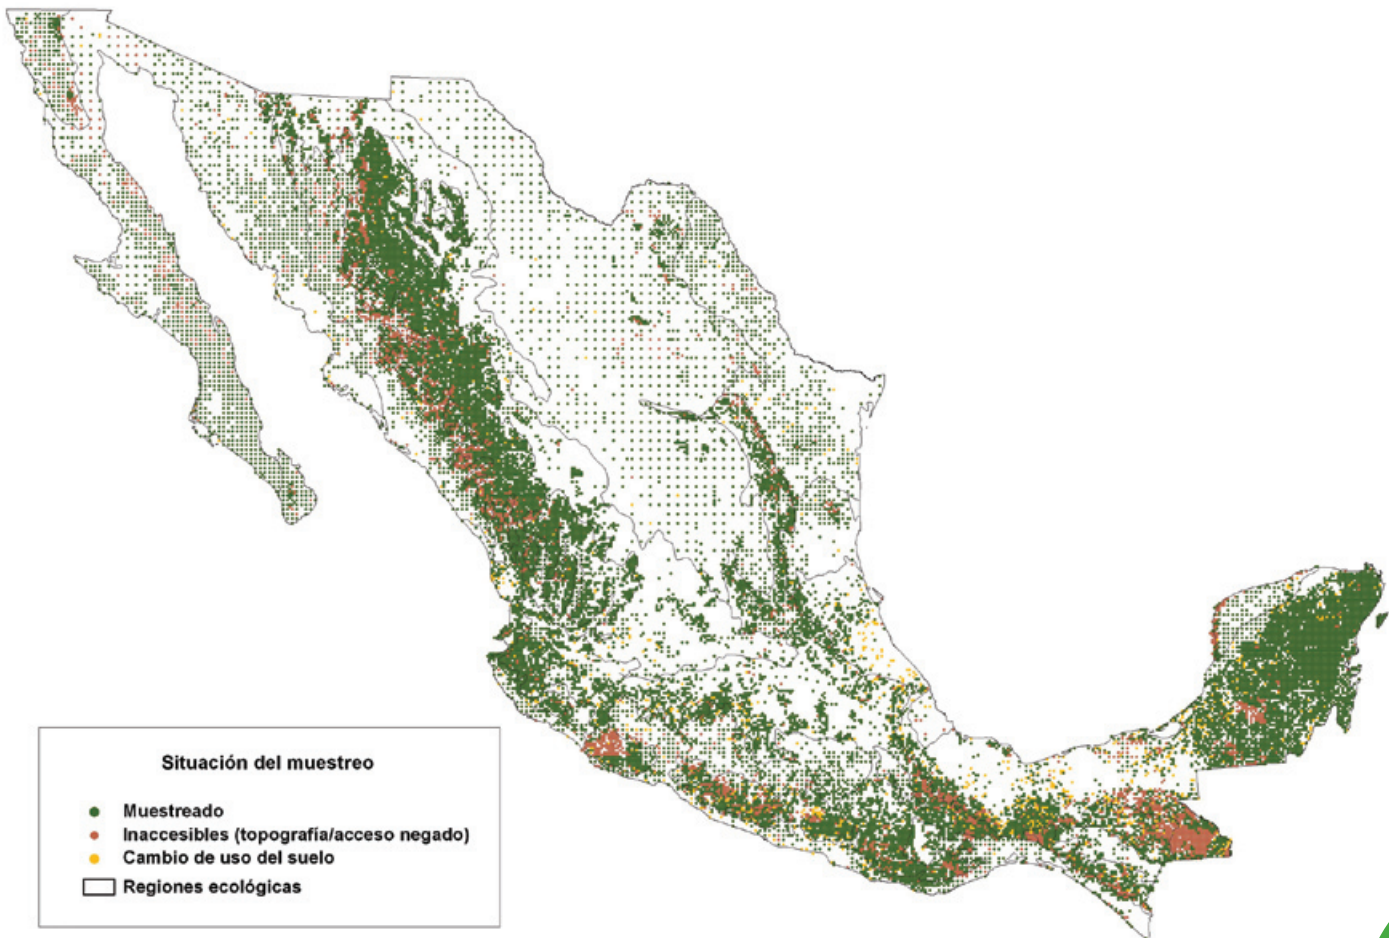 Situación del muestreo
Muestreado
Inaccesibles (topografía/acceso negado)
Cambio de uso del suelo
Regiones ecológicas